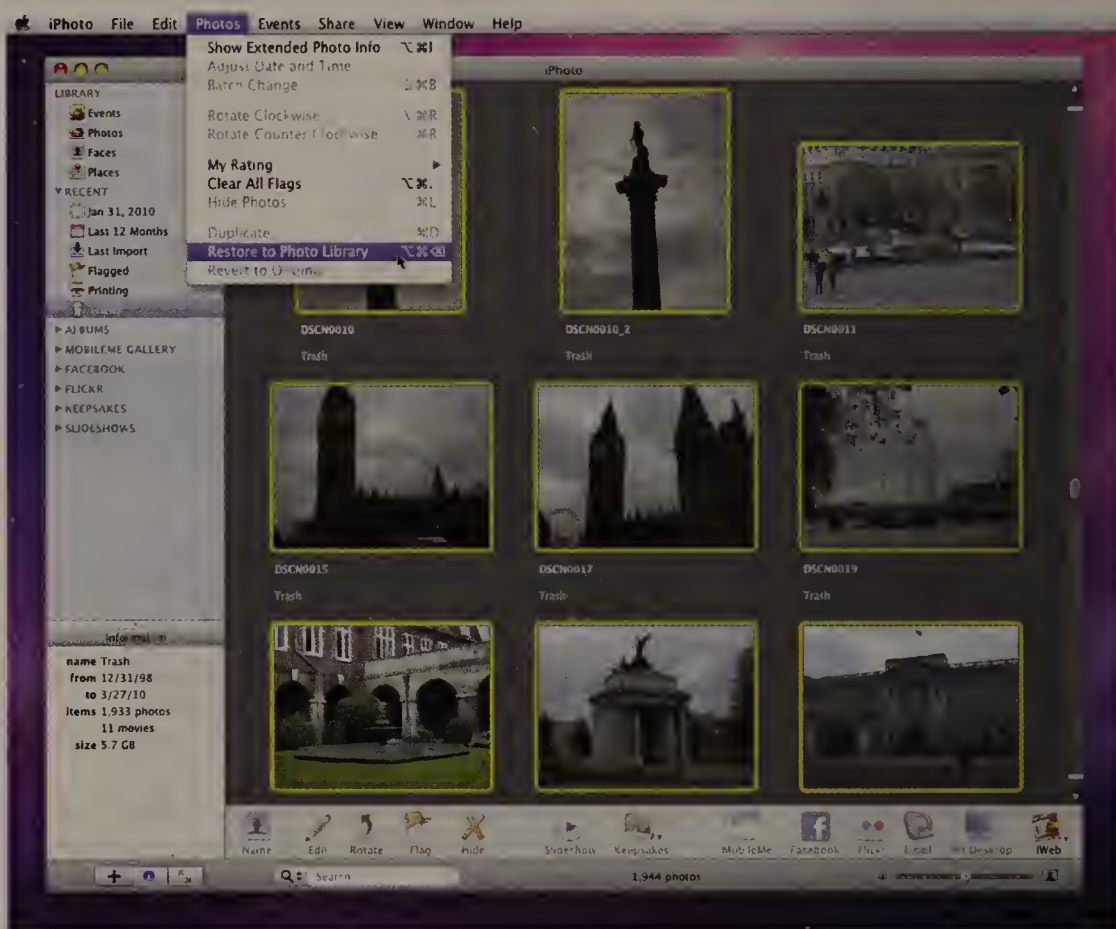 iPhoto File Edit Photos Events Share View Window Help
Show Extended Photo Info ⌥⌘I
Adjust Date and Time
Batch Change ⇧⌘B
Rotate Clockwise ⌥⌘R
Rotate Counter Clockwise ⌘R
My Rating
Clear All Flags ⌥⌘.
Hide Photos ⌘L
Duplicate ⌘D
Restore to Photo Library ⌥⌘⌫
Revert to
iPhoto
LIBRARY
Events
Photos
Faces
Places
RECENT
Jan 31, 2010
Last 12 Months
Last Import
Flagged
Printing
ALBUMS
MOBILEME GALLERY
FACEBOOK
FLICKR
KEEPSAKES
SLIDESHOWS
DSCN0010 DSCN0010_2 DSCN0011
Trash Trash Trash
DSCN0015 DSCN0017 DSCN0019
Trash Trash Trash
Information
name Trash
from 12/31/98
to 3/27/10
items 1,933 photos
11 movies
size 5.7 GB
Name Edit Rotate Flag Hide Slideshow Keepsakes MobileMe Facebook Flickr Email Set Desktop iWeb
Search 1,944 photos